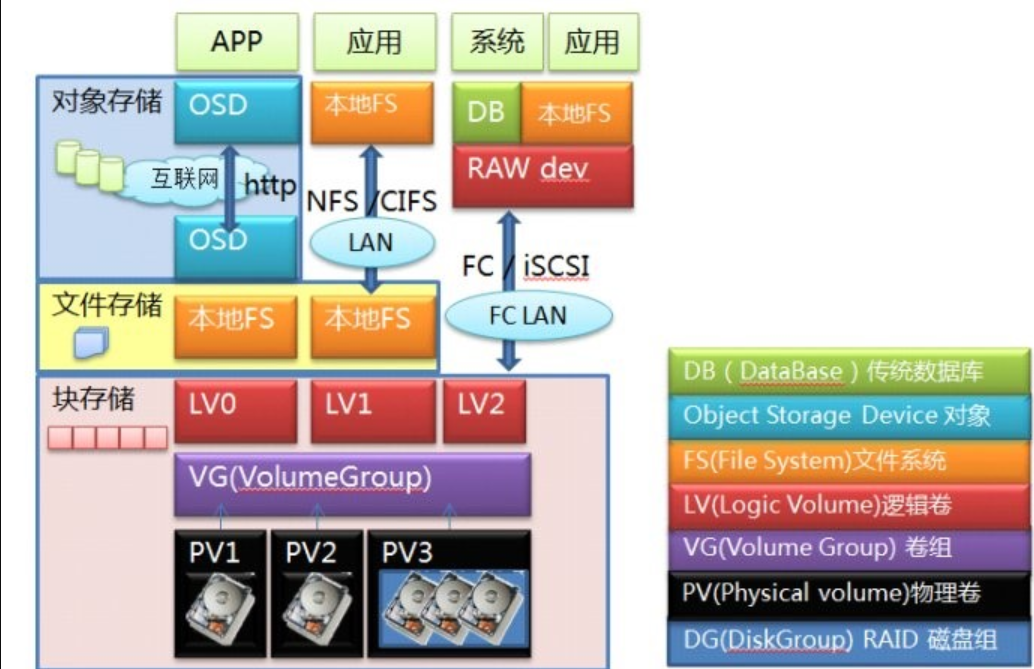 APP
应用
系统
应用
对象存储
OSD
本地FS
DB
本地FS
RAW dev
互联网
http
NFS /CIFS
LAN
OSD
FC / iSCSI
FC LAN
文件存储
本地FS
本地FS
块存储
LV0
LV1
LV2
VG(VolumeGroup)
PV1
PV2
PV3
DB（DataBase）传统数据库
Object Storage Device 对象
FS(File System)文件系统
LV(Logic Volume)逻辑卷
VG(Volume Group) 卷组
PV(Physical volume)物理卷
DG(DiskGroup) RAID 磁盘组